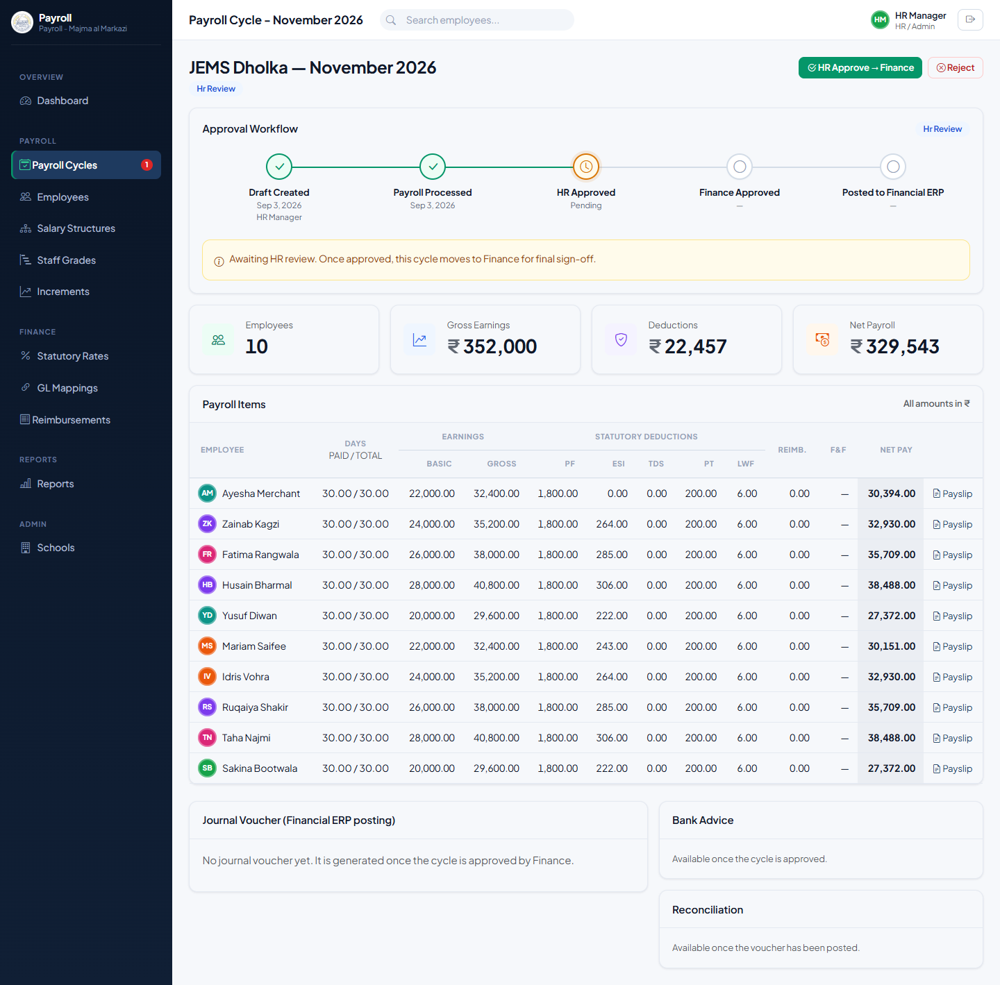 Payroll
Payroll - Majma al Markazi
OVERVIEW
Dashboard
PAYROLL
Payroll Cycles 1
Employees
Salary Structures
Staff Grades
Increments
FINANCE
Statutory Rates
GL Mappings
Reimbursements
REPORTS
Reports
ADMIN
Schools
Payroll Cycle - November 2026
Search employees...
HM HR Manager
HR / Admin
JEMS Dholka — November 2026
Hr Review
HR Approve → Finance
Reject
Approval Workflow
Hr Review
Draft Created
Sep 3, 2026
HR Manager
Payroll Processed
Sep 3, 2026
HR Approved
Pending
Finance Approved
—
Posted to Financial ERP
—
Awaiting HR review. Once approved, this cycle moves to Finance for final sign-off.
Employees
10
Gross Earnings
₹ 352,000
Deductions
₹ 22,457
Net Payroll
₹ 329,543
Payroll Items
All amounts in ₹
EMPLOYEE DAYS PAID / TOTAL EARNINGS STATUTORY DEDUCTIONS REIMB. F&F NET PAY
BASIC GROSS PF ESI TDS PT LWF
AM Ayesha Merchant 30.00 / 30.00 22,000.00 32,400.00 1,800.00 0.00 0.00 200.00 6.00 0.00 — 30,394.00 Payslip
ZK Zainab Kagzi 30.00 / 30.00 24,000.00 35,200.00 1,800.00 264.00 0.00 200.00 6.00 0.00 — 32,930.00 Payslip
FR Fatima Rangwala 30.00 / 30.00 26,000.00 38,000.00 1,800.00 285.00 0.00 200.00 6.00 0.00 — 35,709.00 Payslip
HB Husain Bharmal 30.00 / 30.00 28,000.00 40,800.00 1,800.00 306.00 0.00 200.00 6.00 0.00 — 38,488.00 Payslip
YD Yusuf Diwan 30.00 / 30.00 20,000.00 29,600.00 1,800.00 222.00 0.00 200.00 6.00 0.00 — 27,372.00 Payslip
MS Mariam Saifee 30.00 / 30.00 22,000.00 32,400.00 1,800.00 243.00 0.00 200.00 6.00 0.00 — 30,151.00 Payslip
IV Idris Vohra 30.00 / 30.00 24,000.00 35,200.00 1,800.00 264.00 0.00 200.00 6.00 0.00 — 32,930.00 Payslip
RS Ruqaiya Shakir 30.00 / 30.00 26,000.00 38,000.00 1,800.00 285.00 0.00 200.00 6.00 0.00 — 35,709.00 Payslip
TN Taha Najmi 30.00 / 30.00 28,000.00 40,800.00 1,800.00 306.00 0.00 200.00 6.00 0.00 — 38,488.00 Payslip
SB Sakina Bootwala 30.00 / 30.00 20,000.00 29,600.00 1,800.00 222.00 0.00 200.00 6.00 0.00 — 27,372.00 Payslip
Journal Voucher (Financial ERP posting)
No journal voucher yet. It is generated once the cycle is approved by Finance.
Bank Advice
Available once the cycle is approved.
Reconciliation
Available once the voucher has been posted.